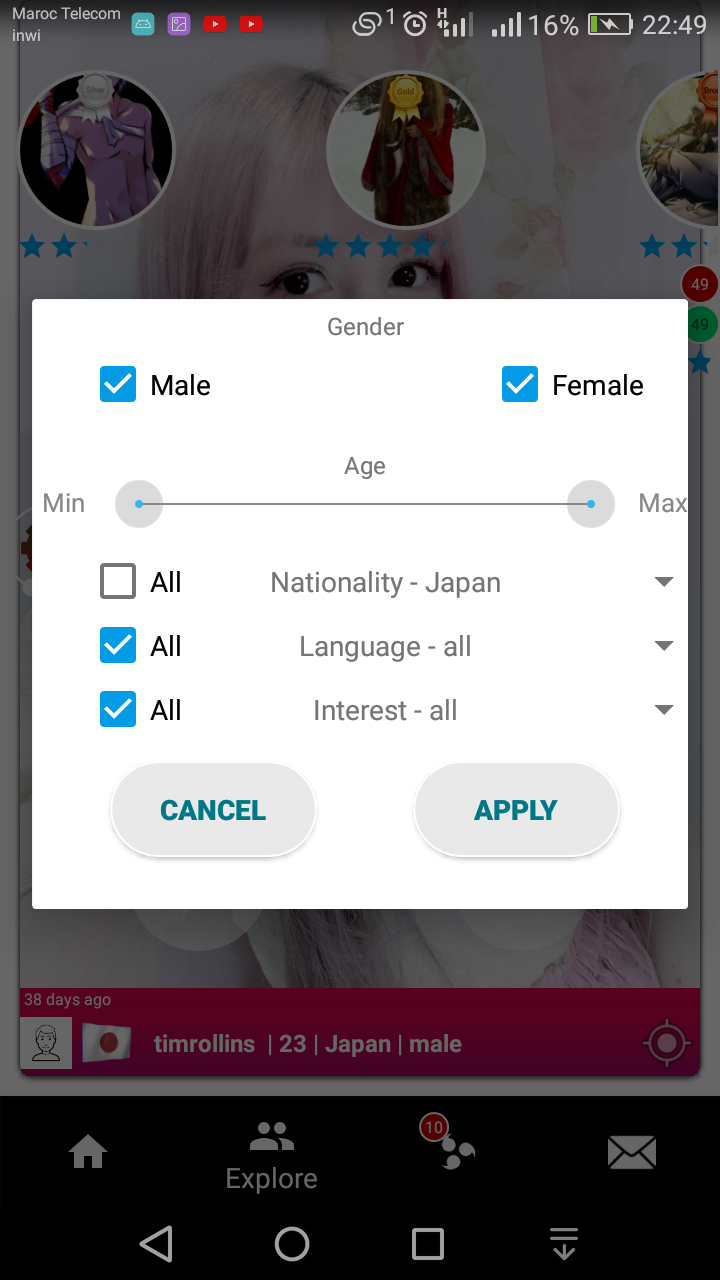 Maroc Telecom
inwi
1 H 16% 22:49
Silver
Gold
49
49
Gender
Male Female
Age
Min Max
All Nationality - Japan
All Language - all
All Interest - all
CANCEL APPLY
38 days ago
timrollins | 23 | Japan | male
10
Explore